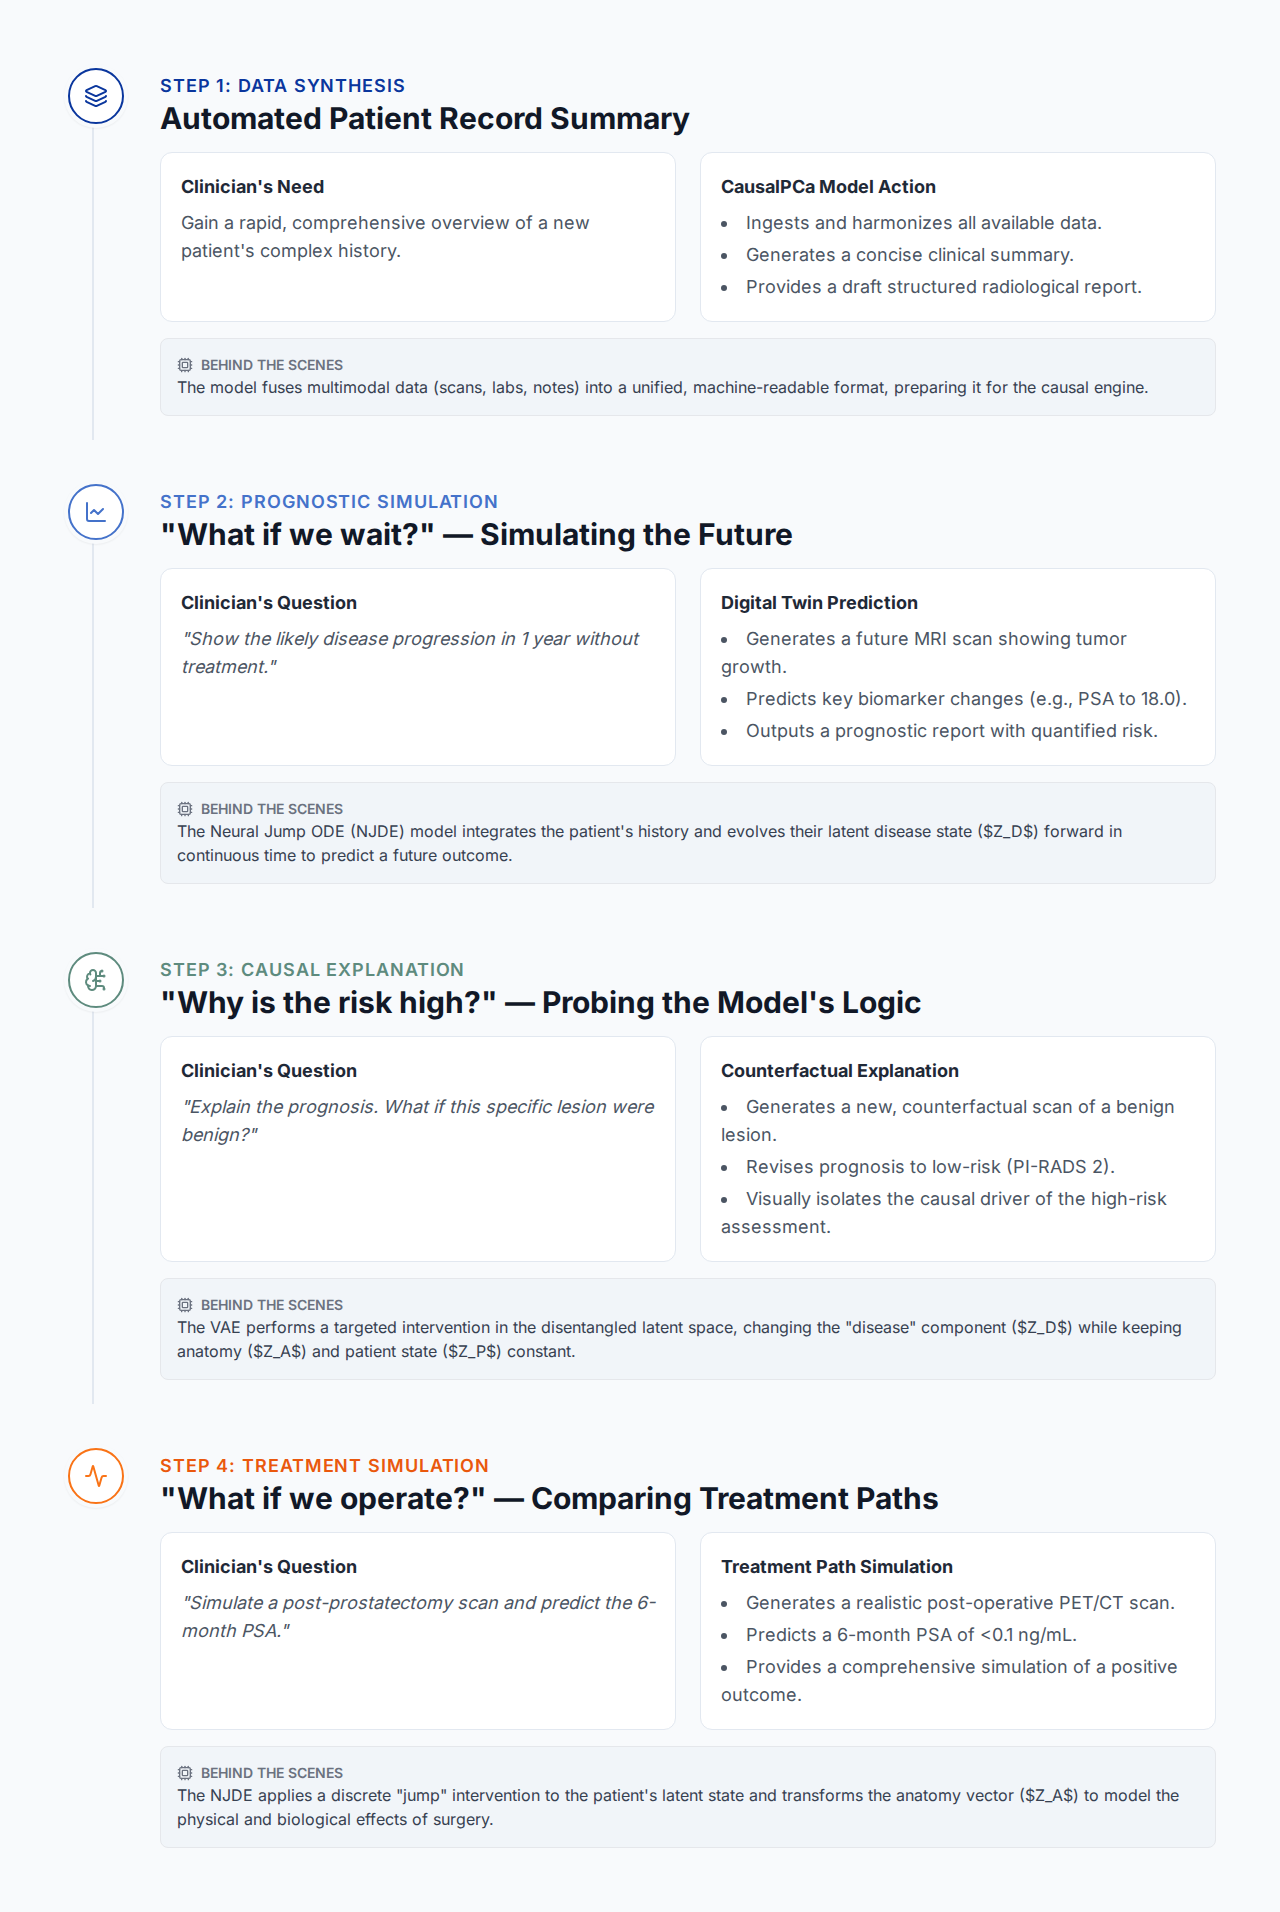 STEP 1: DATA SYNTHESIS
Automated Patient Record Summary
Clinician's Need
Gain a rapid, comprehensive overview of a new
patient's complex history.
CausalPCa Model Action
• Ingests and harmonizes all available data.
• Generates a concise clinical summary.
• Provides a draft structured radiological report.
BEHIND THE SCENES
The model fuses multimodal data (scans, labs, notes) into a unified, machine-readable format, preparing it for the causal engine.
STEP 2: PROGNOSTIC SIMULATION
"What if we wait?" — Simulating the Future
Clinician's Question
"Show the likely disease progression in 1 year without
treatment."
Digital Twin Prediction
• Generates a future MRI scan showing tumor
growth.
• Predicts key biomarker changes (e.g., PSA to 18.0).
• Outputs a prognostic report with quantified risk.
BEHIND THE SCENES
The Neural Jump ODE (NJDE) model integrates the patient's history and evolves their latent disease state ($Z_D$) forward in
continuous time to predict a future outcome.
STEP 3: CAUSAL EXPLANATION
"Why is the risk high?" — Probing the Model's Logic
Clinician's Question
"Explain the prognosis. What if this specific lesion were
benign?"
Counterfactual Explanation
• Generates a new, counterfactual scan of a benign
lesion.
• Revises prognosis to low-risk (PI-RADS 2).
• Visually isolates the causal driver of the high-risk
assessment.
BEHIND THE SCENES
The VAE performs a targeted intervention in the disentangled latent space, changing the "disease" component ($Z_D$) while keeping
anatomy ($Z_A$) and patient state ($Z_P$) constant.
STEP 4: TREATMENT SIMULATION
"What if we operate?" — Comparing Treatment Paths
Clinician's Question
"Simulate a post-prostatectomy scan and predict the 6-
month PSA."
Treatment Path Simulation
• Generates a realistic post-operative PET/CT scan.
• Predicts a 6-month PSA of <0.1 ng/mL.
• Provides a comprehensive simulation of a positive
outcome.
BEHIND THE SCENES
The NJDE applies a discrete "jump" intervention to the patient's latent state and transforms the anatomy vector ($Z_A$) to model the
physical and biological effects of surgery.